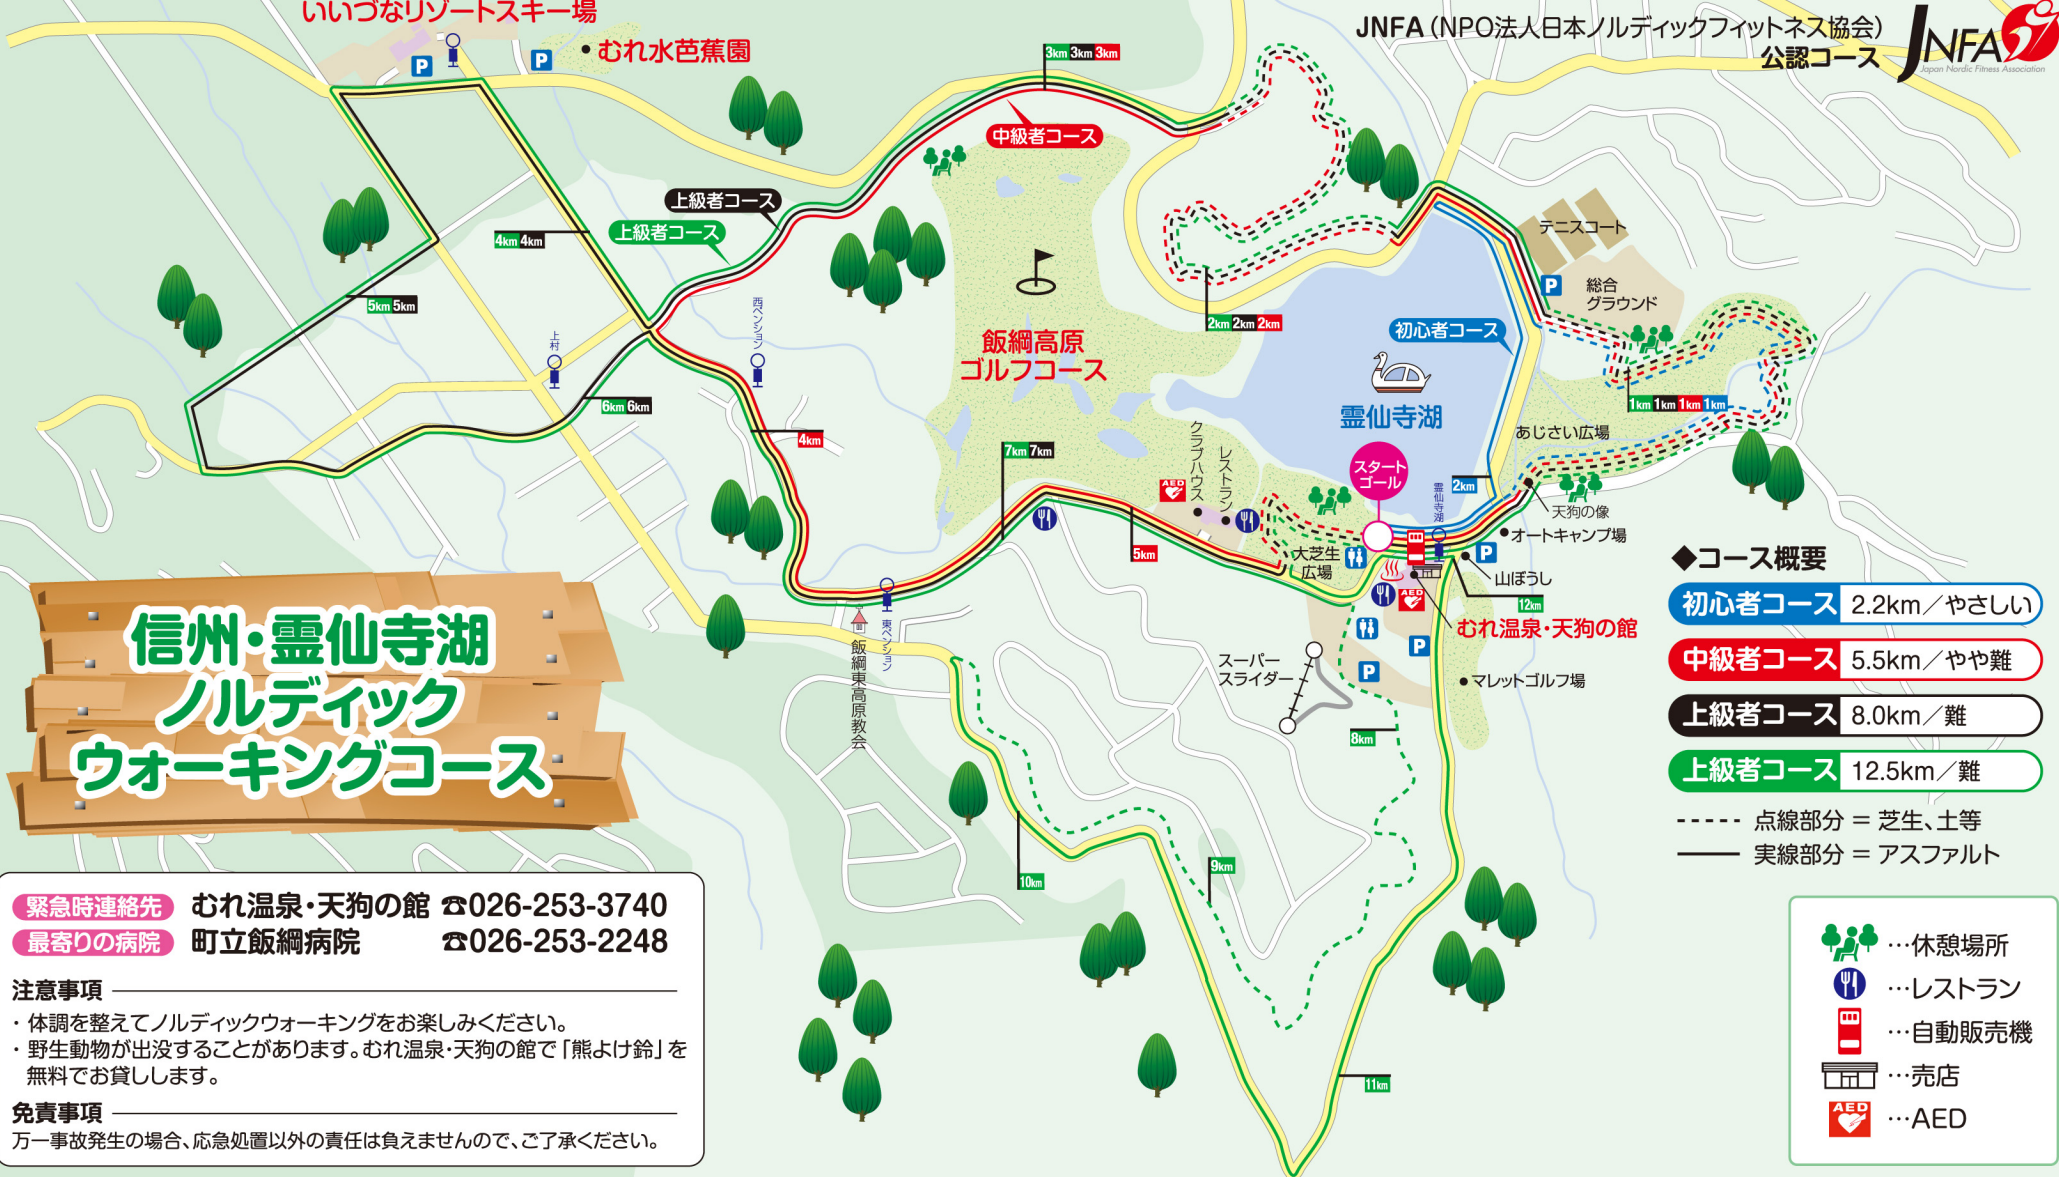 いいづなリゾートスキー場
P
P
むれ水芭蕉園
JNFA(NPO法人日本ノルディックフィットネス協会)
公認コース
JNFA
Japan Nordic Fitness Association
3km 3km 3km
中級者コース
上級者コース
上級者コース
4km 4km
5km 5km
6km 6km
上村
西ペンション
飯綱高原
ゴルフコース
2km 2km 2km
初心者コース
霊仙寺湖
テニスコート
P
総合
グラウンド
1km 1km 1km 1km
あじさい広場
4km
7km 7km
5km
AED
クラブハウス
レストラン
スタート
ゴール
霊仙寺湖
2km
天狗の像
オートキャンプ場
P
山ぼうし
12km
大芝生
広場
AED
むれ温泉・天狗の館
P
P
マレットゴルフ場
スーパー
スライダー
東ペンション
飯綱東高原教会
8km
9km
10km
11km
信州・霊仙寺湖
ノルディック
ウォーキングコース
◆コース概要
初心者コース 2.2km/やさしい
中級者コース 5.5km/やや難
上級者コース 8.0km/難
上級者コース 12.5km/難
点線部分 = 芝生、土等
実線部分 = アスファルト
…休憩場所
…レストラン
…自動販売機
…売店
AED …AED
緊急時連絡先 むれ温泉・天狗の館 ☎026-253-3740
最寄りの病院 町立飯綱病院 ☎026-253-2248
注意事項
・体調を整えてノルディックウォーキングをお楽しみください。
・野生動物が出没することがあります。むれ温泉・天狗の館で「熊よけ鈴」を
無料でお貸しします。
免責事項
万一事故発生の場合、応急処置以外の責任は負えませんので、ご了承ください。